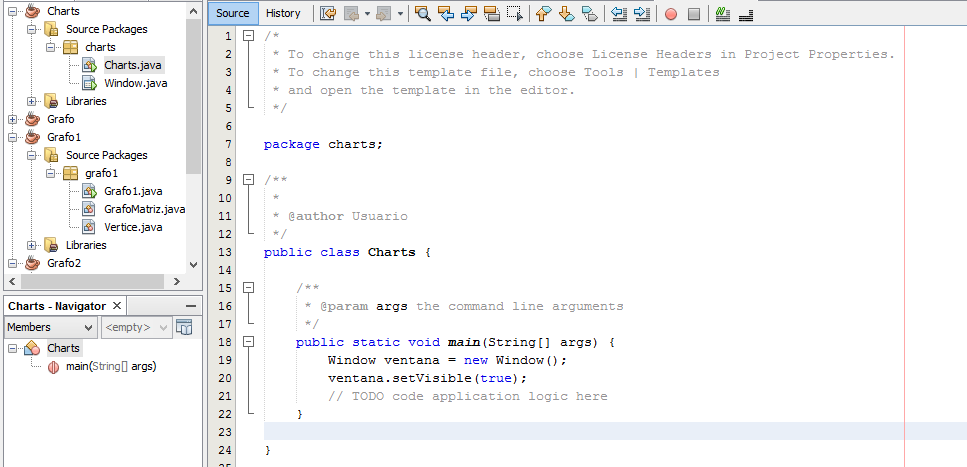 Charts
Source Packages
charts
Charts.java
Window.java
Libraries
Grafo
Grafo1
Source Packages
grafo1
Grafo1.java
GrafoMatriz.java
Vertice.java
Libraries
Grafo2
Charts - Navigator
Members <empty>
Charts
main(String[] args)
Source History
1 /*
2 * To change this license header, choose License Headers in Project Properties.
3 * To change this template file, choose Tools | Templates
4 * and open the template in the editor.
5 */
6
7 package charts;
8
9 /**
10 *
11 * @author Usuario
12 */
13 public class Charts {
14
15 /**
16 * @param args the command line arguments
17 */
18 public static void main(String[] args) {
19 Window ventana = new Window();
20 ventana.setVisible(true);
21 // TODO code application logic here
22 }
23
24 }